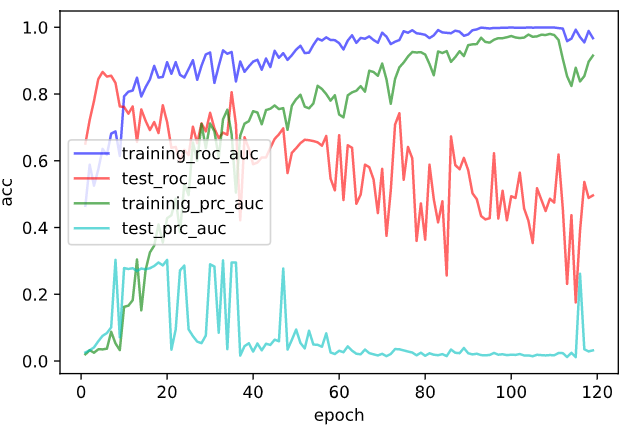 1.0
0.8
0.6
0.4
0.2
0.0
acc
training_roc_auc
test_roc_auc
traininig_prc_auc
test_prc_auc
0 20 40 60 80 100 120
epoch